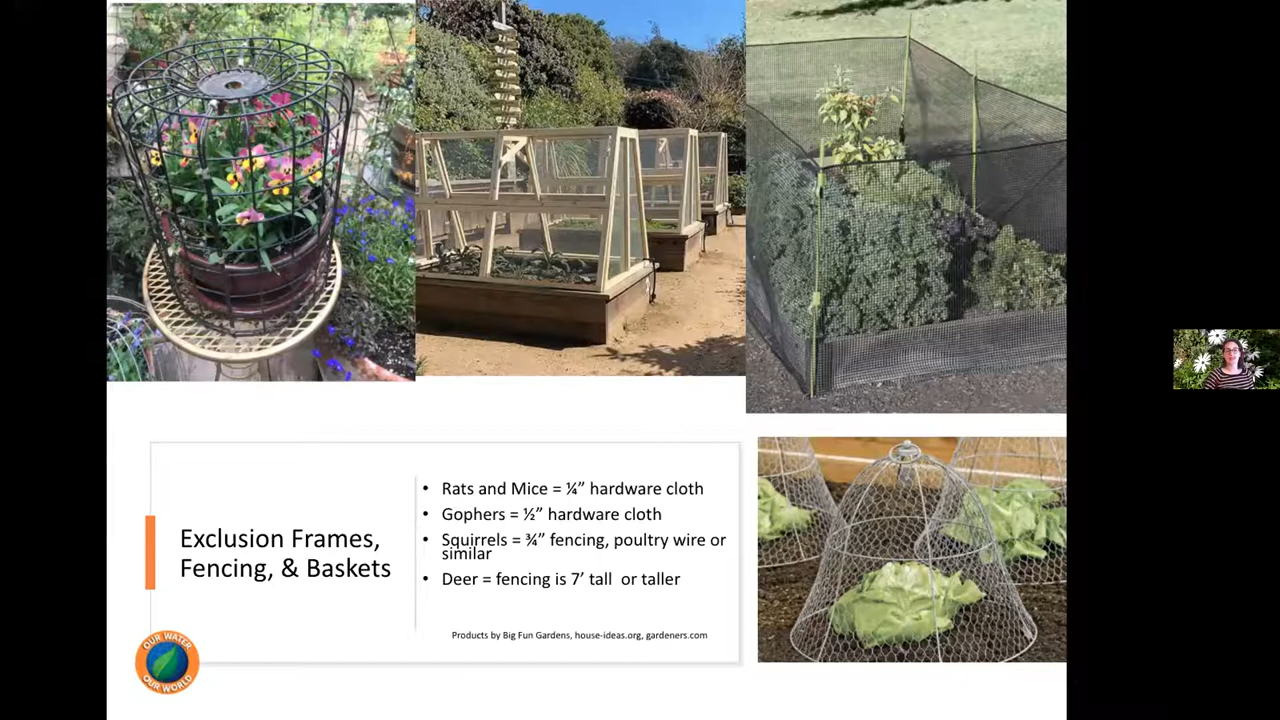 Exclusion Frames,
Fencing, & Baskets
• Rats and Mice = ¼” hardware cloth
• Gophers = ½” hardware cloth
• Squirrels = ¾” fencing, poultry wire or
similar
• Deer = fencing is 7’ tall or taller
Products by Big Fun Gardens, house-ideas.org, gardeners.com
OUR WATER
OUR WORLD